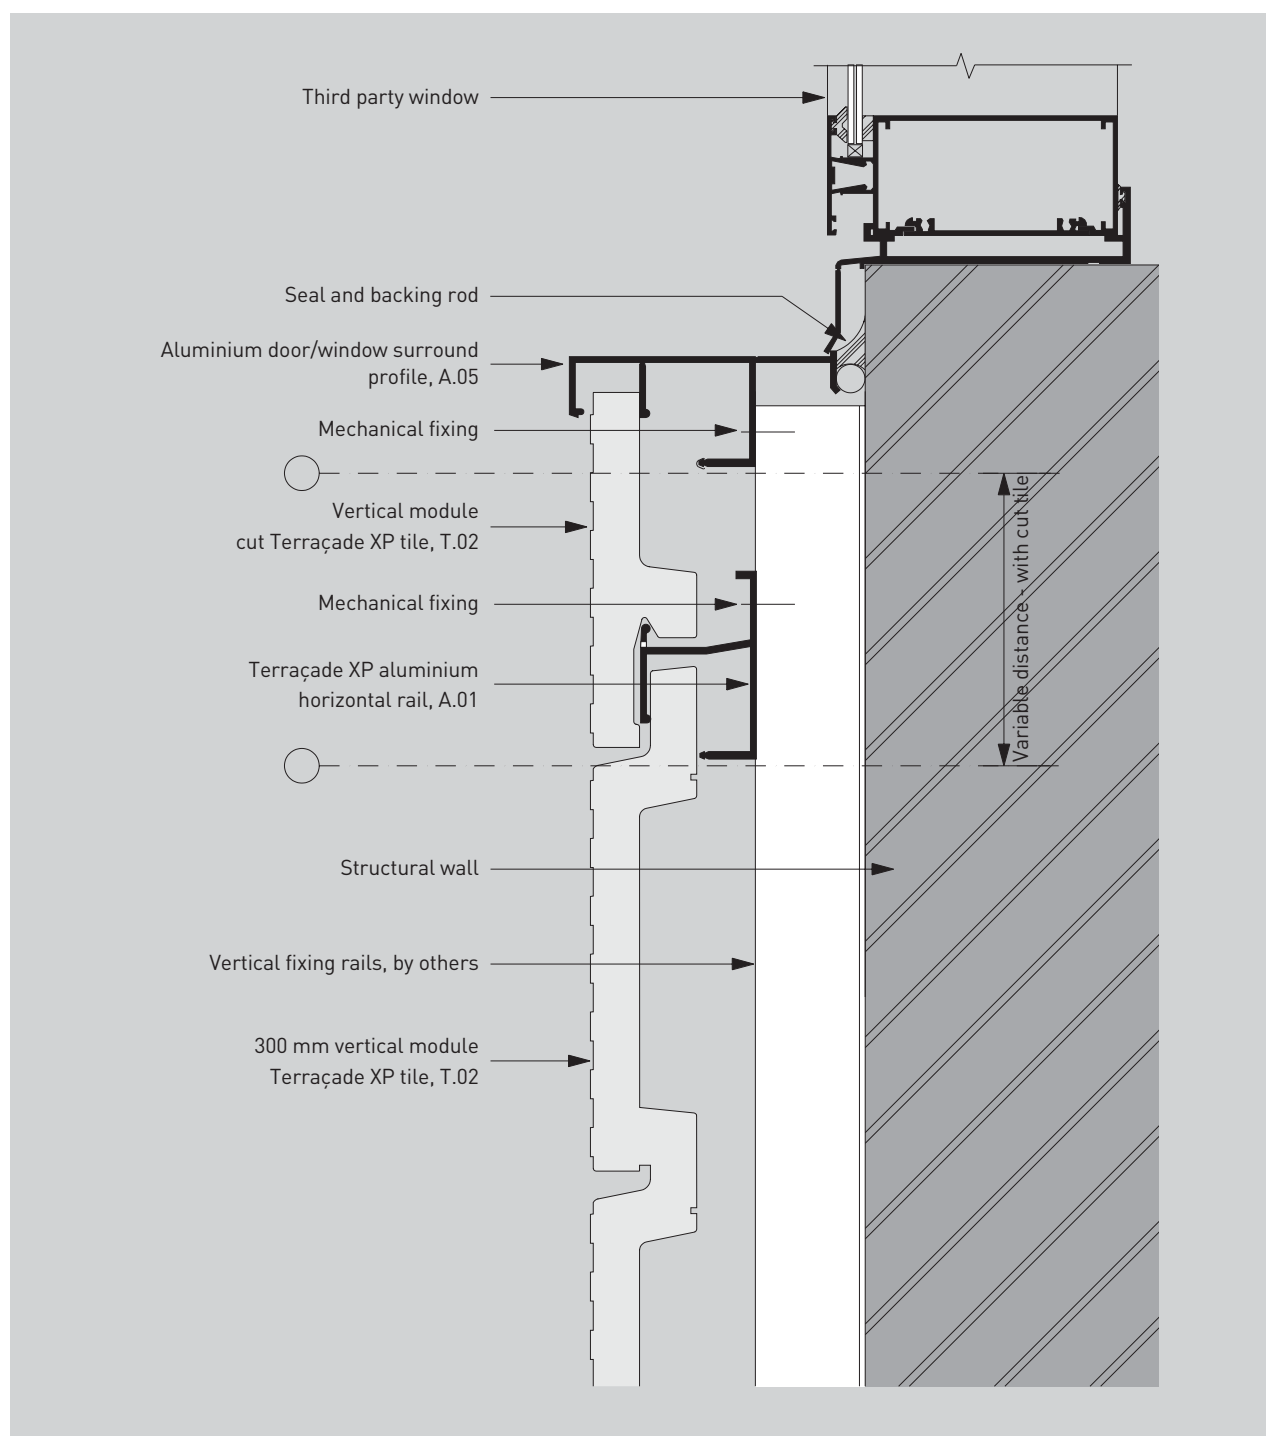 Third party window
Seal and backing rod
Aluminium door/window surround
profile, A.05
Mechanical fixing
Vertical module
cut Terraçade XP tile, T.02
Variable distance - with cut tile
Mechanical fixing
Terraçade XP aluminium
horizontal rail, A.01
Structural wall
Vertical fixing rails, by others
300 mm vertical module
Terraçade XP tile, T.02